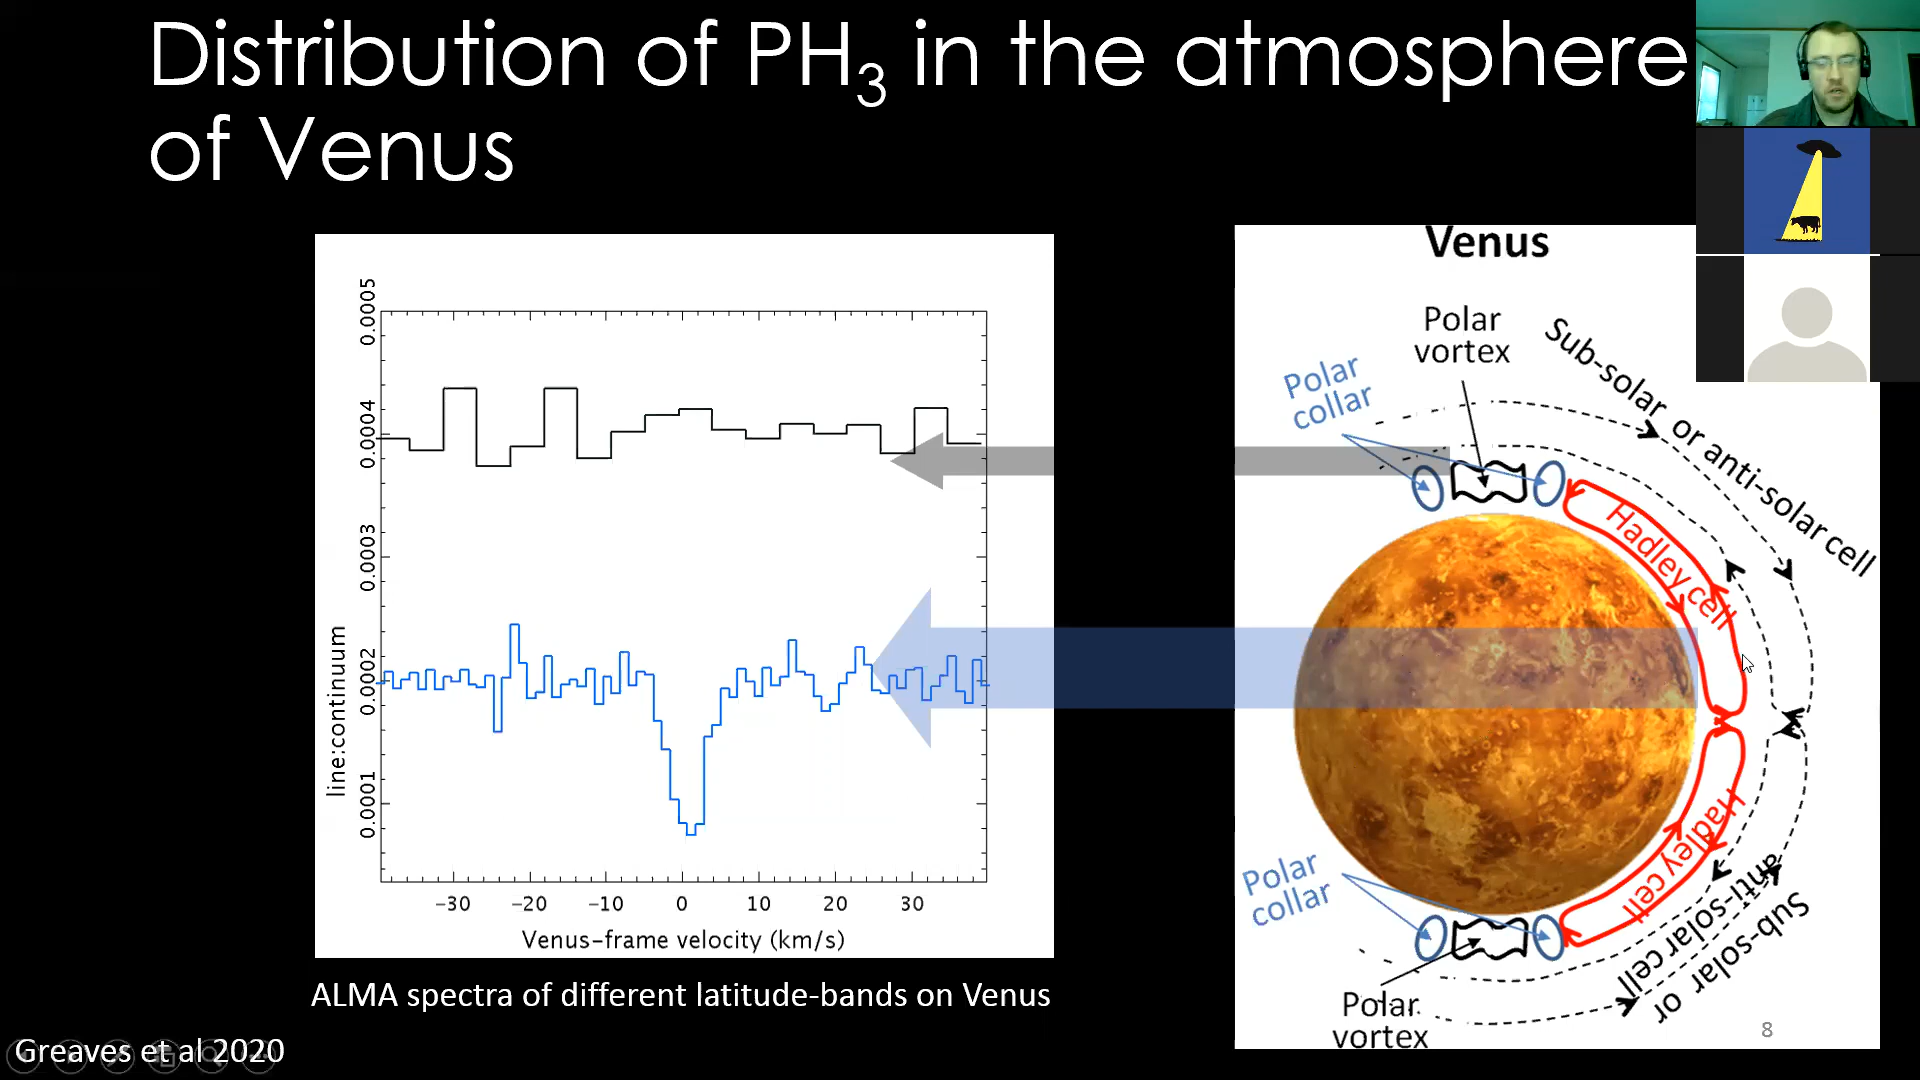 Distribution of PH3 in the atmosphere
of Venus
0.0005
0.0004
0.0003
0.0002
0.0001
line:continuum
−30 −20 −10 0 10 20 30
Venus−frame velocity (km/s)
ALMA spectra of different latitude-bands on Venus
Greaves et al 2020
Venus
Polar
vortex
Polar
collar
Sub-solar or anti-solar cell
Hadley cell
Hadley cell
Polar
collar
Polar
vortex
Sub-solar or
anti-solar cell
8